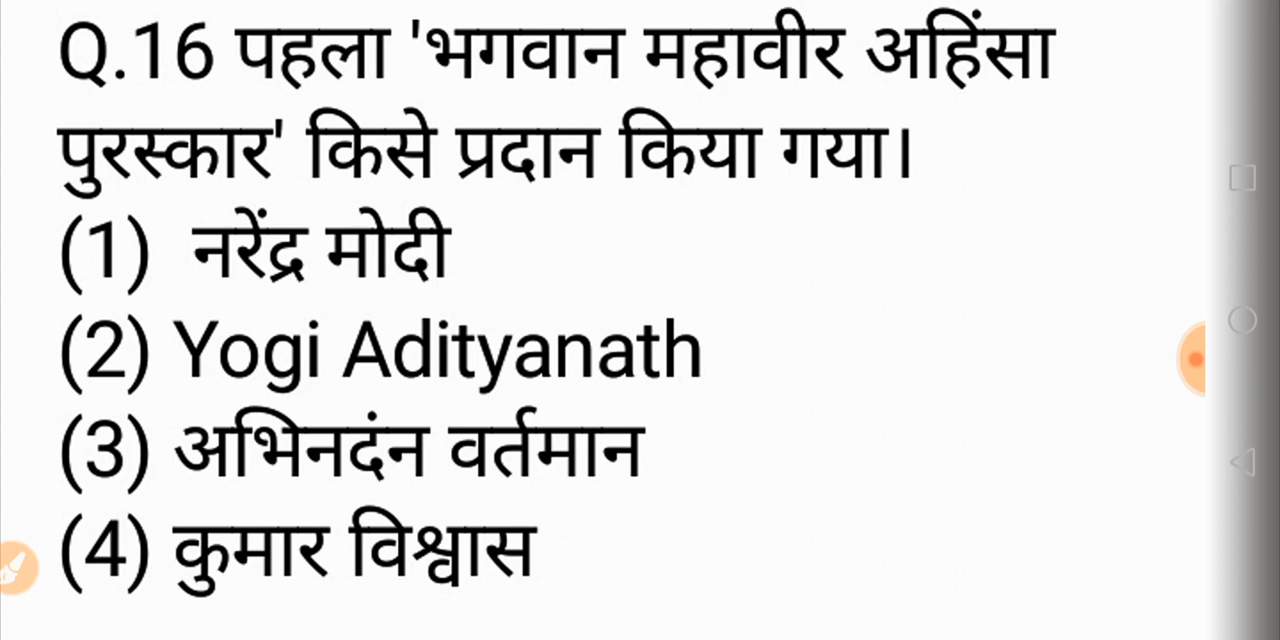 Q.16 पहला 'भगवान महावीर अहिंसा
पुरस्कार' किसे प्रदान किया गया।
(1) नरेंद्र मोदी
(2) Yogi Adityanath
(3) अभिनदंन वर्तमान
(4) कुमार विश्वास